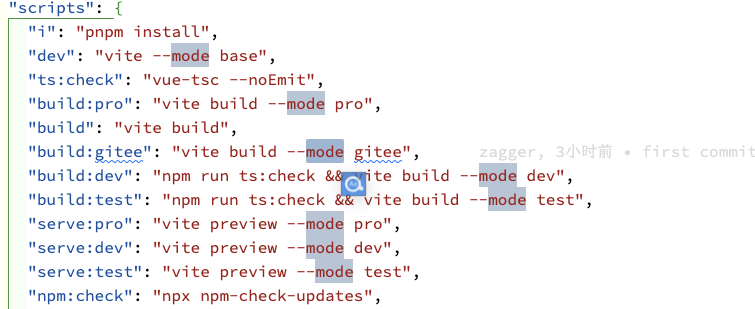 "scripts": {
"i": "pnpm install",
"dev": "vite --mode base",
"ts:check": "vue-tsc --noEmit",
"build:pro": "vite build --mode pro",
"build": "vite build",
"build:gitee": "vite build --mode gitee", zagger, 3小时前 • first commit
"build:dev": "npm run ts:check && vite build --mode dev",
"build:test": "npm run ts:check && vite build --mode test",
"serve:pro": "vite preview --mode pro",
"serve:dev": "vite preview --mode dev",
"serve:test": "vite preview --mode test",
"npm:check": "npx npm-check-updates",